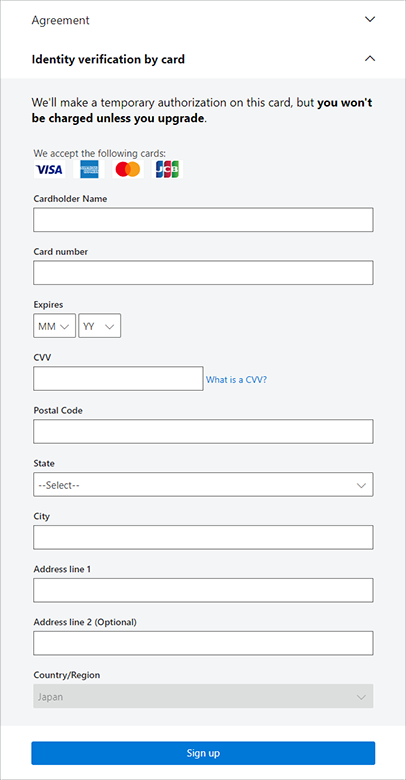 Agreement
Identity verification by card
We'll make a temporary authorization on this card, but you won't
be charged unless you upgrade.
We accept the following cards:
VISA JCB
Cardholder Name
Card number
Expires
MM YY
CVV
What is a CVV?
Postal Code
State
--Select--
City
Address line 1
Address line 2 (Optional)
Country/Region
Japan
Sign up